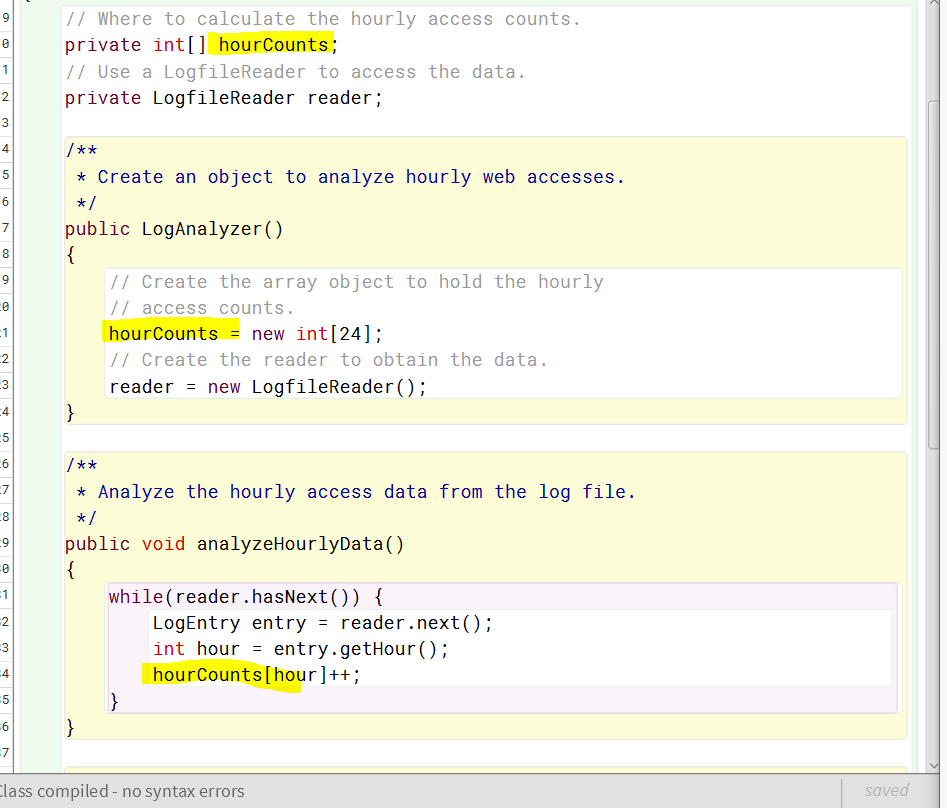 // Where to calculate the hourly access counts.
private int[] hourCounts;
// Use a LogfileReader to access the data.
private LogfileReader reader;
/**
* Create an object to analyze hourly web accesses.
*/
public LogAnalyzer()
{
// Create the array object to hold the hourly
// access counts.
hourCounts = new int[24];
// Create the reader to obtain the data.
reader = new LogfileReader();
}
/**
* Analyze the hourly access data from the log file.
*/
public void analyzeHourlyData()
{
while(reader.hasNext()) {
LogEntry entry = reader.next();
int hour = entry.getHour();
hourCounts[hour]++;
}
}
Class compiled - no syntax errors
saved